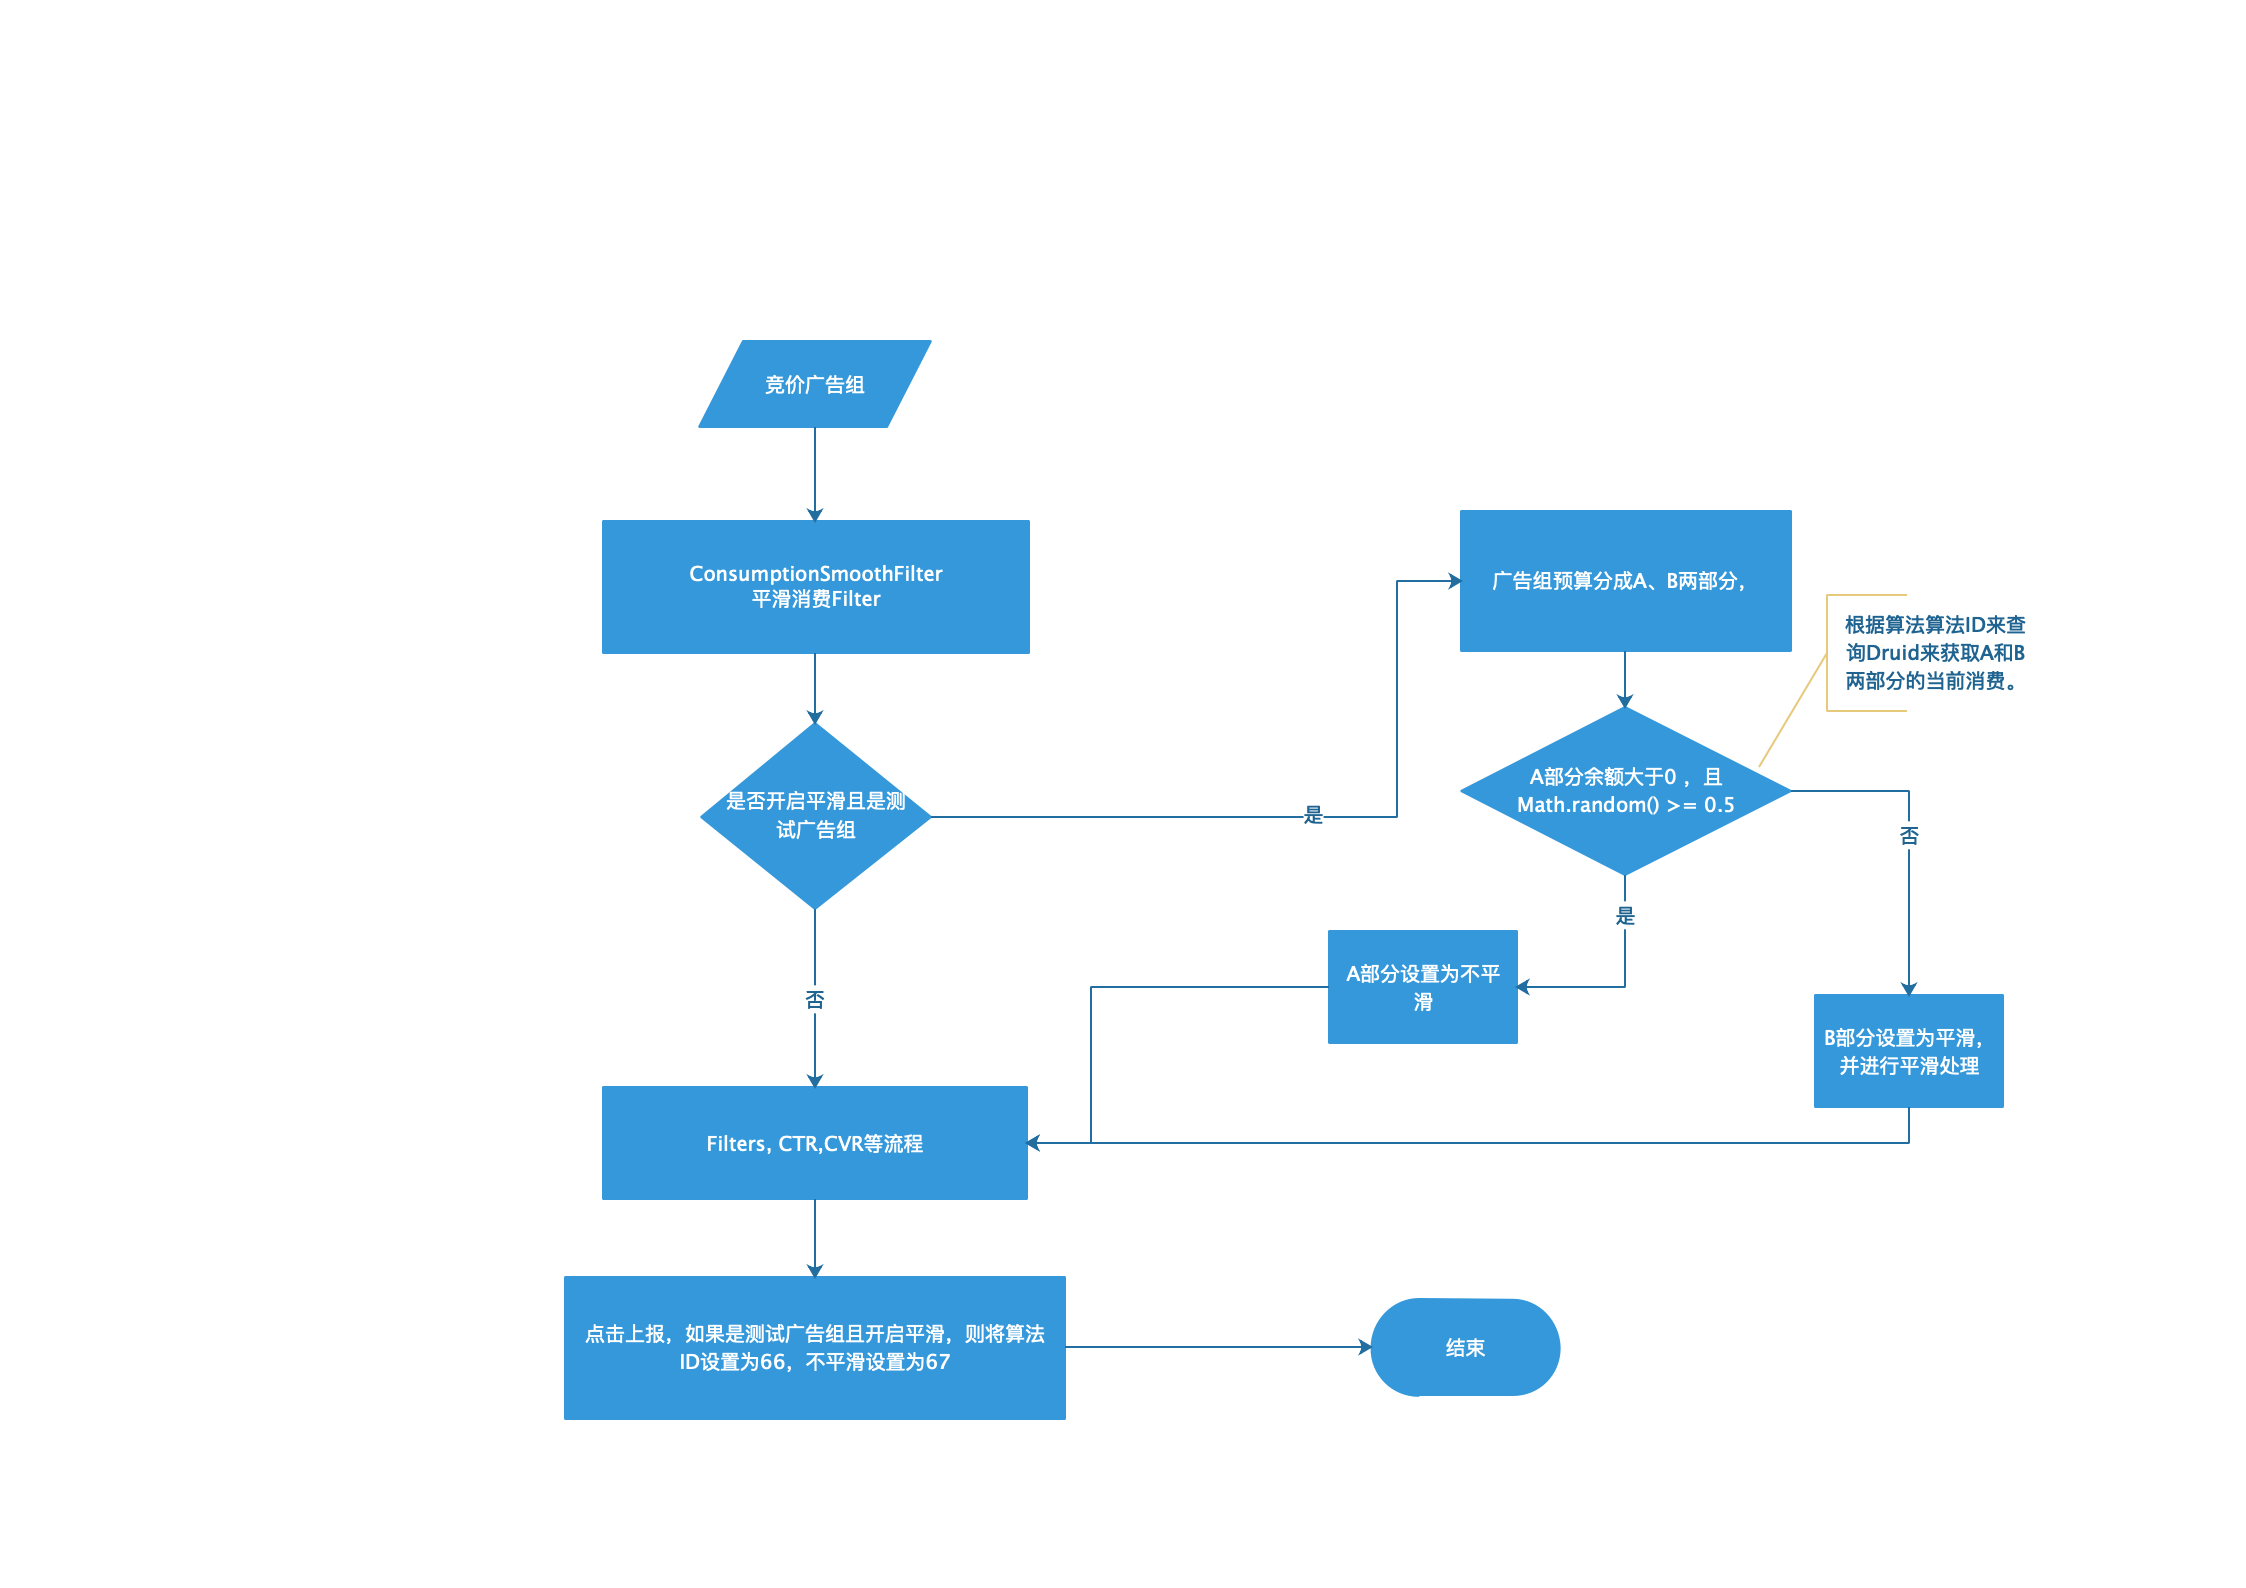 竞价广告组
ConsumptionSmoothFilter
平滑消费Filter
广告组预算分成A、B两部分，
根据算法算法ID来查
询Druid来获取A和B
两部分的当前消费。
是否开启平滑且是测
试广告组
是
A部分余额大于0 ，且
Math.random() >= 0.5
否
是
A部分设置为不平
滑
否
B部分设置为平滑，
并进行平滑处理
Filters, CTR,CVR等流程
点击上报，如果是测试广告组且开启平滑，则将算法
ID设置为66，不平滑设置为67
结束